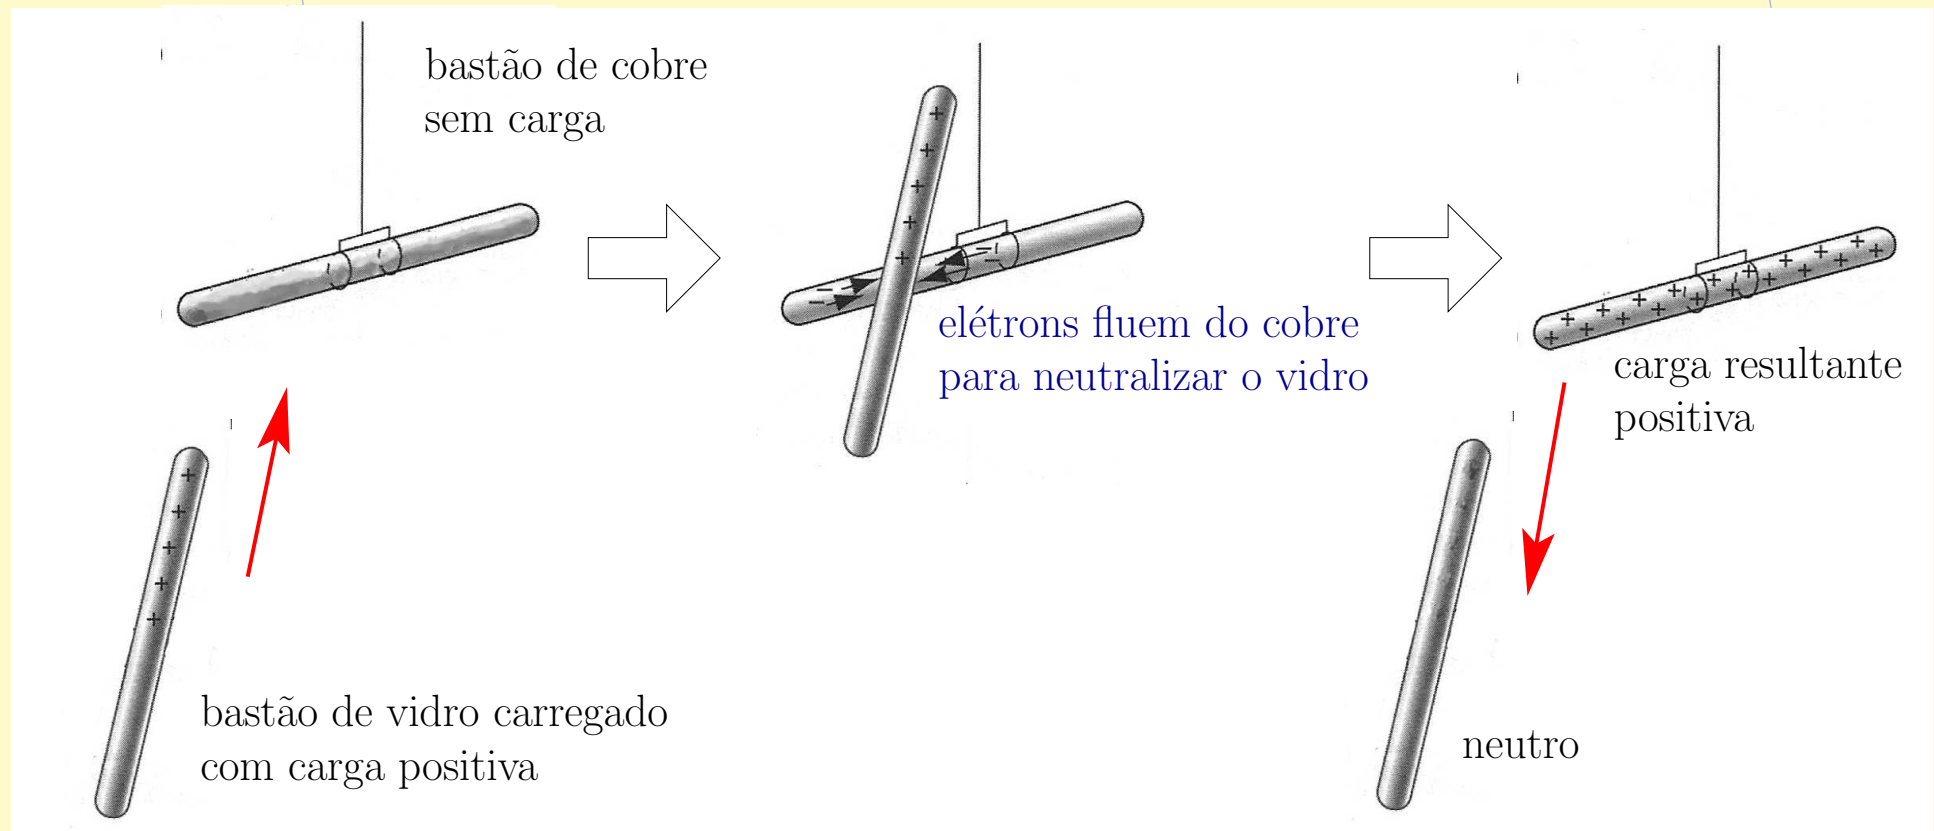 bastão de cobre
sem carga
bastão de vidro carregado
com carga positiva
elétrons fluem do cobre
para neutralizar o vidro
carga resultante
positiva
neutro